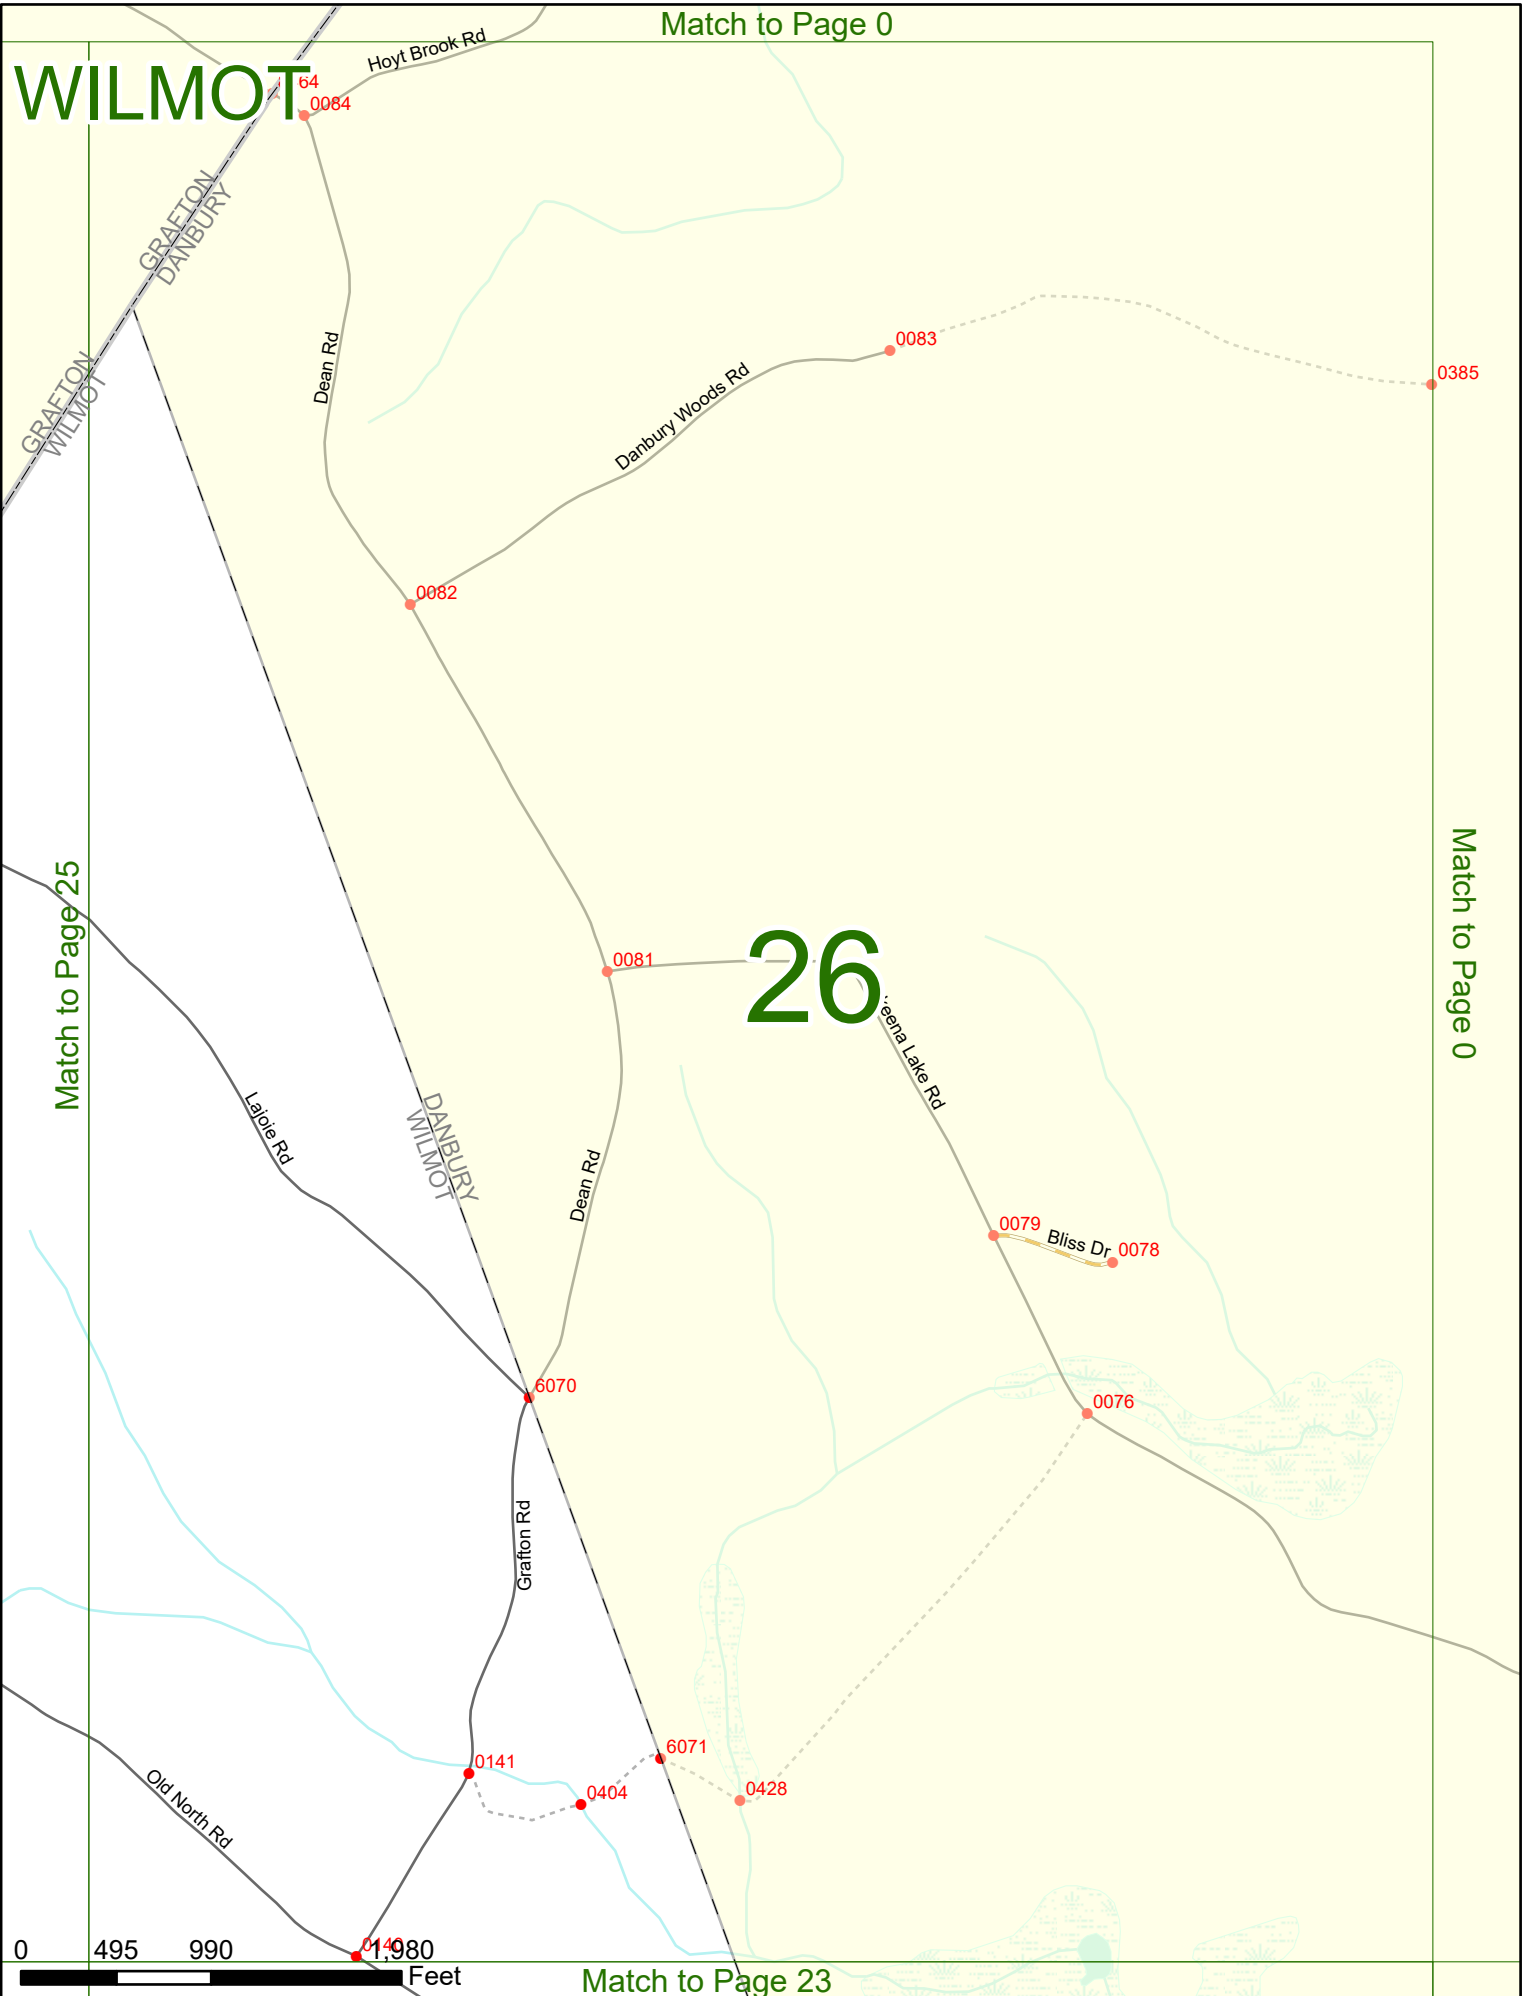 Match to Page 0
Hoyt Brook Rd
WILMOT
64
0084
GRAFTON
DANBURY
Dean Rd
0083
0385
GRAFTON
WILMOT
Danbury Woods Rd
0082
Match to Page 25
Match to Page 0
26
0081
Lake Rd
Lajoie Rd
DANBURY
WILMOT
Dean Rd
0079
Bliss Dr
0078
6070
0076
Grafton Rd
6071
0141
0404
0428
Old North Rd
0 495 990 1,980
Feet
Match to Page 23